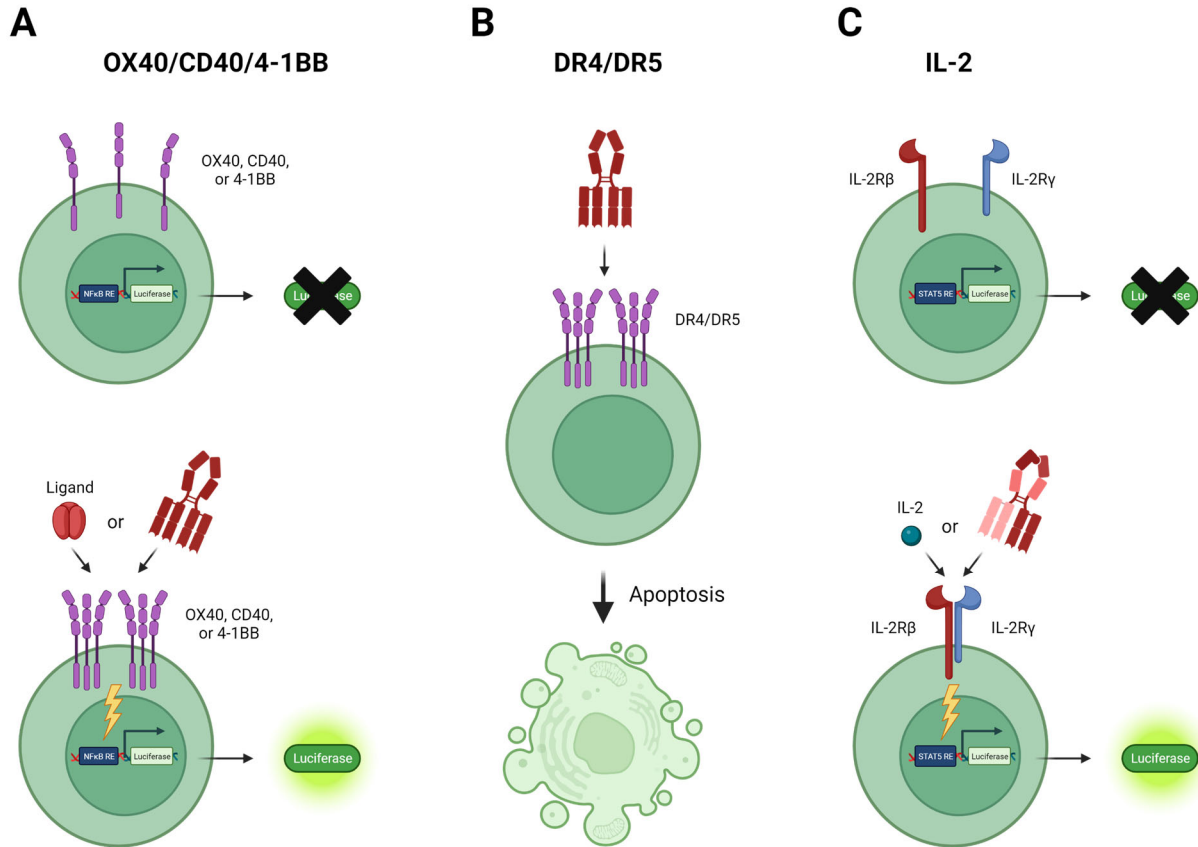 A
OX40/CD40/4-1BB
OX40, CD40,
or 4-1BB
NFκB RE
Luciferase
Ligand
or
OX40, CD40,
or 4-1BB
NFκB RE
Luciferase
Luciferase
B
DR4/DR5
DR4/DR5
Apoptosis
C
IL-2
IL-2Rβ
IL-2Rγ
STAT5 RE
Luciferase
IL-2
or
IL-2Rβ
IL-2Rγ
STAT5 RE
Luciferase
Luciferase